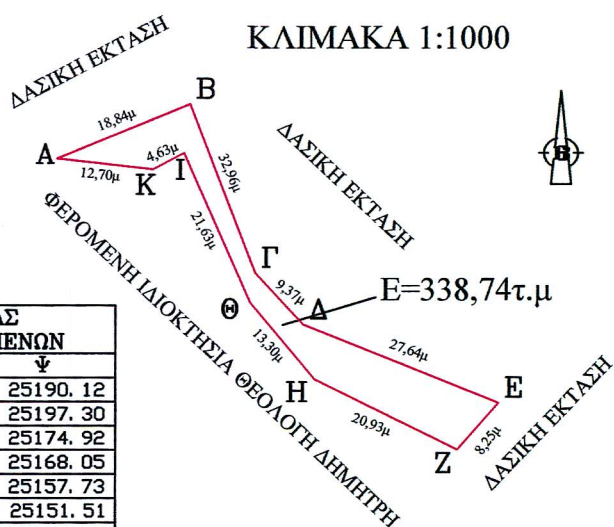 ΚΛΙΜΑΚΑ 1:1000
ΔΑΣΙΚΗ ΕΚΤΑΣΗ
Β
18,84μ
ΔΑΣΙΚΗ ΕΚΤΑΣΗ
Α
4,63μ
Ι
12,70μ
Κ
32,96μ
21,63μ
ΦΕΡΟΜΕΝΗ ΙΔΙΟΚΤΗΣΙΑ ΘΕΟΛΟΓΗ ΔΗΜΗΤΡΗ
Γ
9,37μ
Ε=338,74τ.μ
Θ
Δ
13,30μ
27,64μ
Η
Ε
20,93μ
8,25μ
Ζ
ΔΑΣΙΚΗ ΕΚΤΑΣΗ
ΑΣ
ΜΕΝΩΝ
Ψ
25190.12
25197.30
25174.92
25168.05
25157.73
25151.51